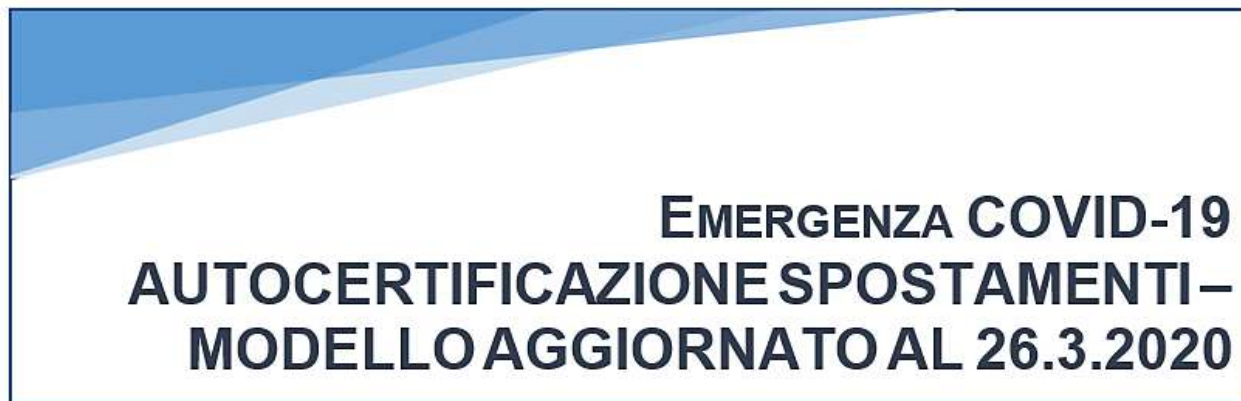 EMERGENZA COVID-19
AUTOCERTIFICAZIONE SPOSTAMENTI –
MODELLO AGGIORNATO AL 26.3.2020